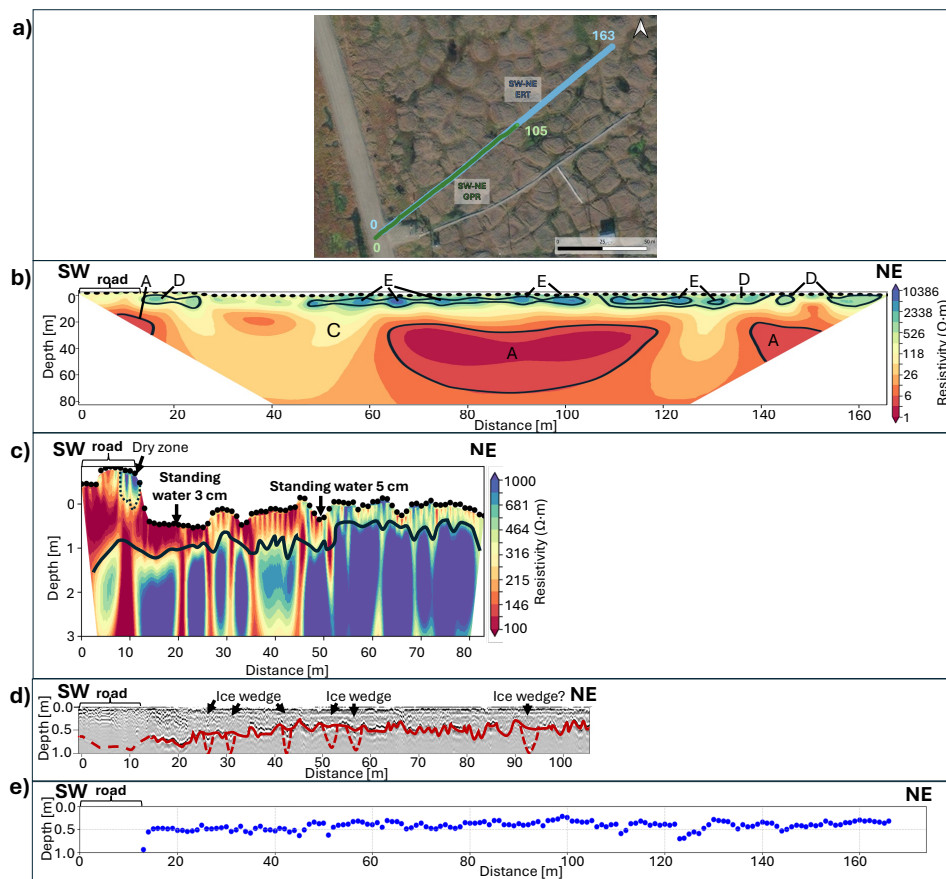 a)
163
SW-NE
ERT
105
SW-NE
GPR
0
0
0 25 50 m
b) SW NE
road A D E E E D D
0
20
40
60
80
Depth [m]
C A A
0 20 40 60 80 100 120 140 160
Distance [m]
10386
2338
526
118
26
6
1
Resistivity (Ω·m)
c) SW NE
road Dry zone
Standing
water 3 cm
Standing water 5 cm
0
1
2
3
Depth [m]
0 10 20 30 40 50 60 70 80
Distance [m]
1000
681
464
316
215
146
100
Resistivity (Ω·m)
d) SW NE
road Ice wedge Ice wedge Ice wedge?
0.0
0.5
1.0
Depth [m]
0 10 20 30 40 50 60 70 80 90 100
Distance [m]
e) SW NE
road
0.0
0.5
1.0
Depth [m]
0 20 40 60 80 100 120 140 160
Distance [m]